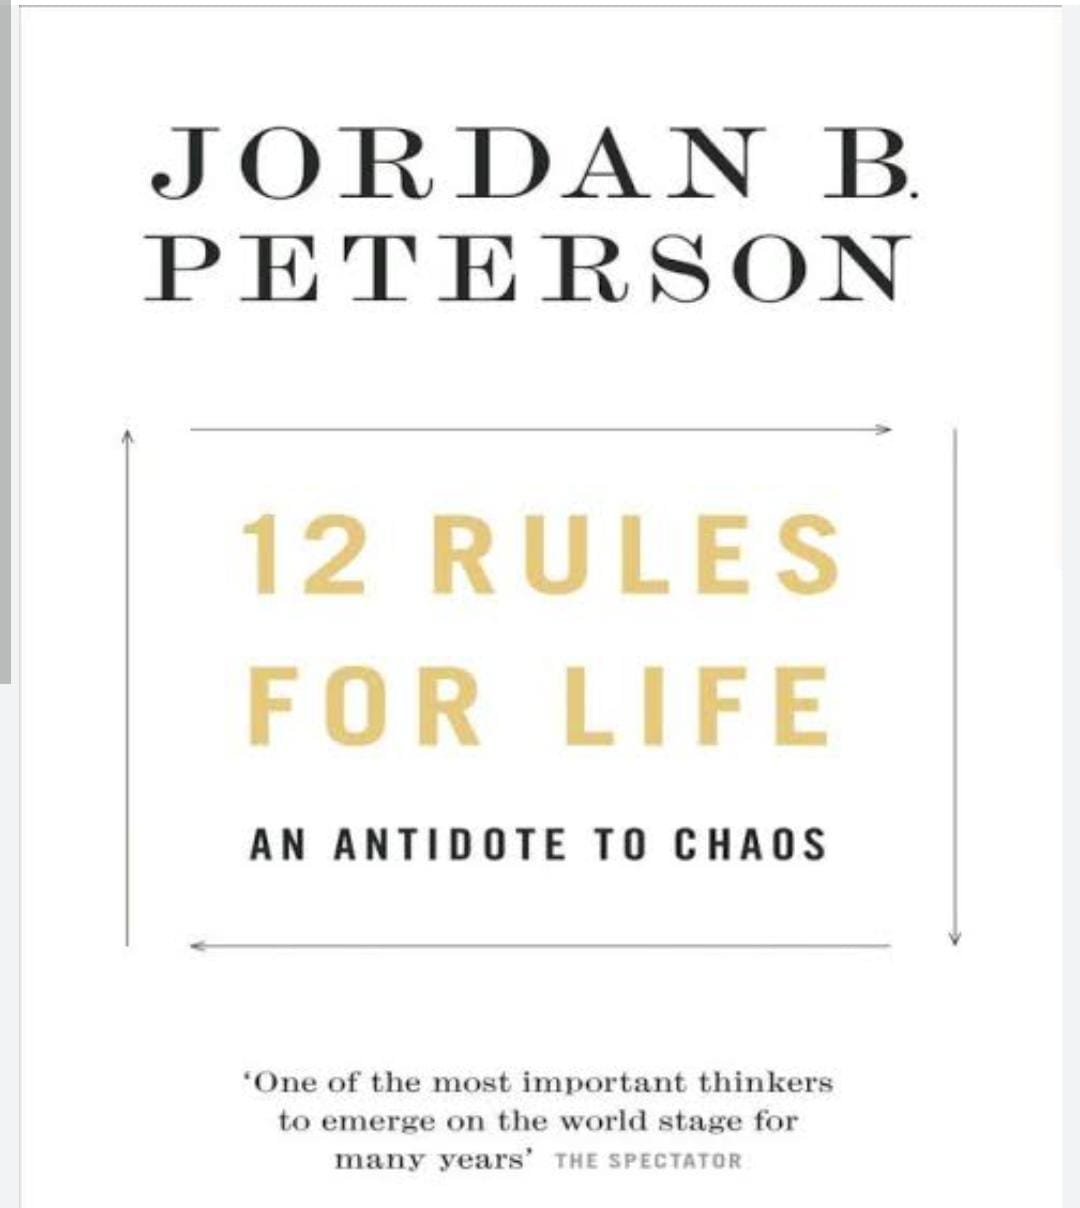 JORDAN B.
PETERSON
12 RULES
FOR LIFE
AN ANTIDOTE TO CHAOS
‘One of the most important thinkers
to emerge on the world stage for
many years’ THE SPECTATOR